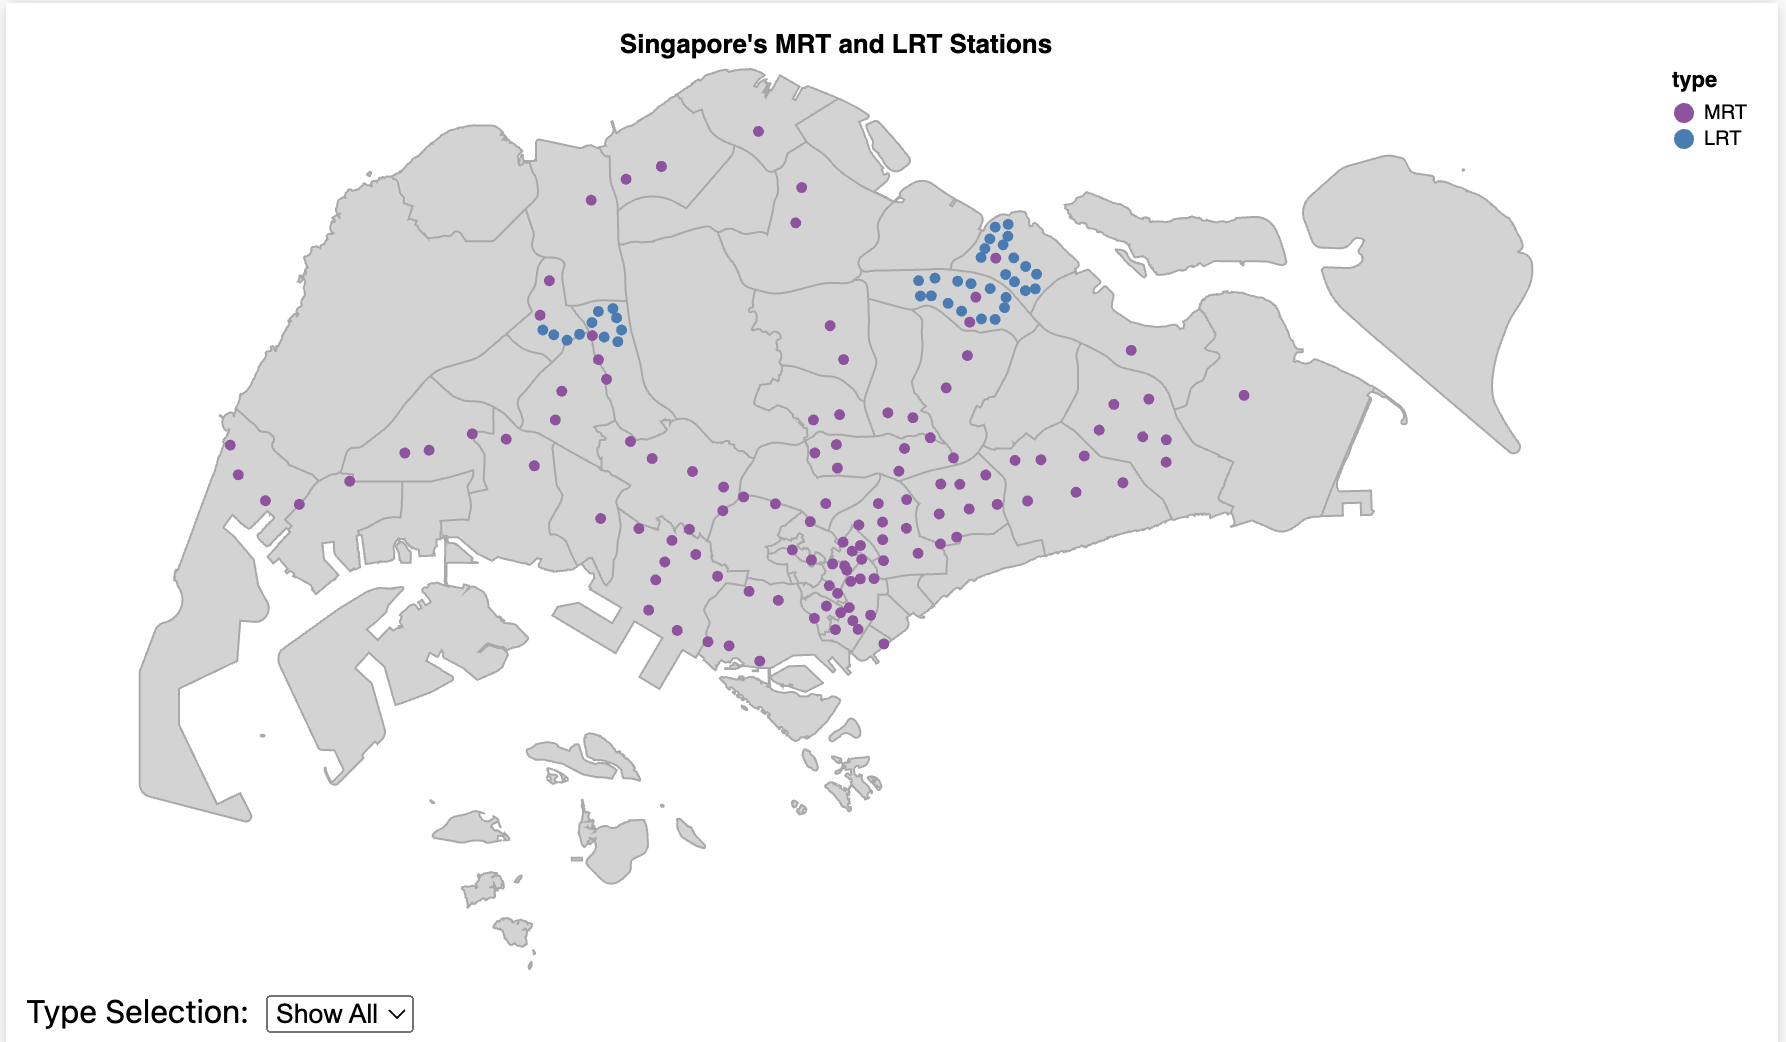 Singapore's MRT and LRT Stations
type
MRT
LRT
Type Selection: Show All